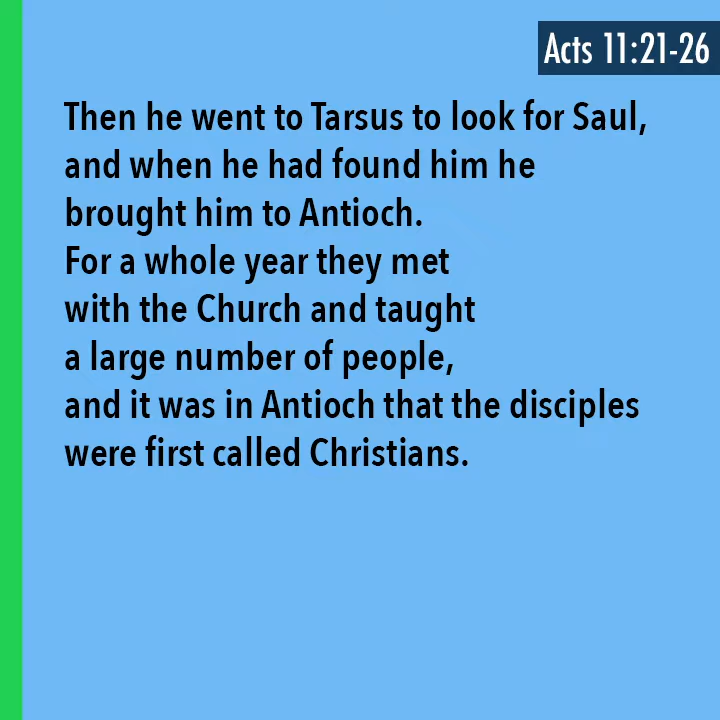 Acts 11:21-26
Then he went to Tarsus to look for Saul,
and when he had found him he
brought him to Antioch.
For a whole year they met
with the Church and taught
a large number of people,
and it was in Antioch that the disciples
were first called Christians.